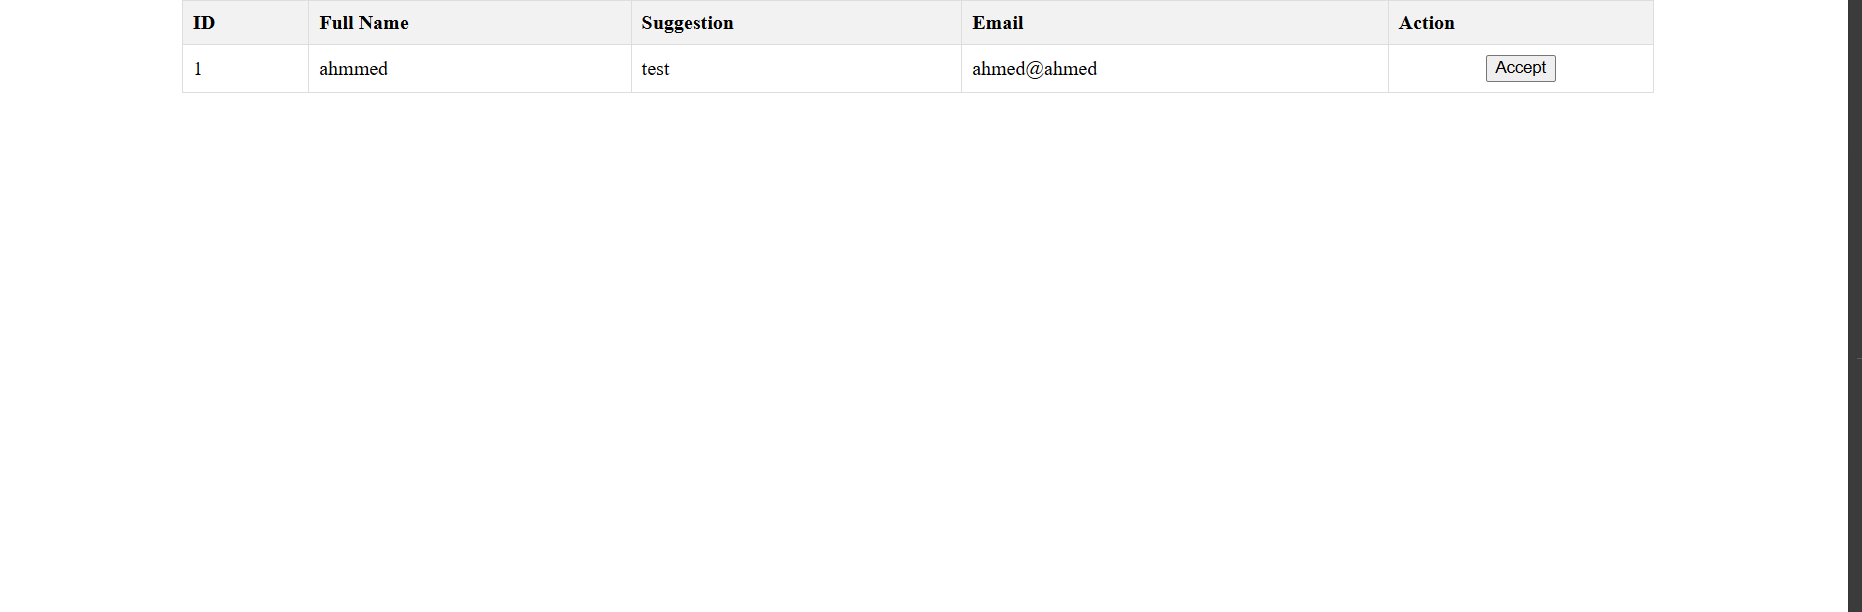 ID Full Name Suggestion Email Action
1 ahmmed test ahmed@ahmed Accept